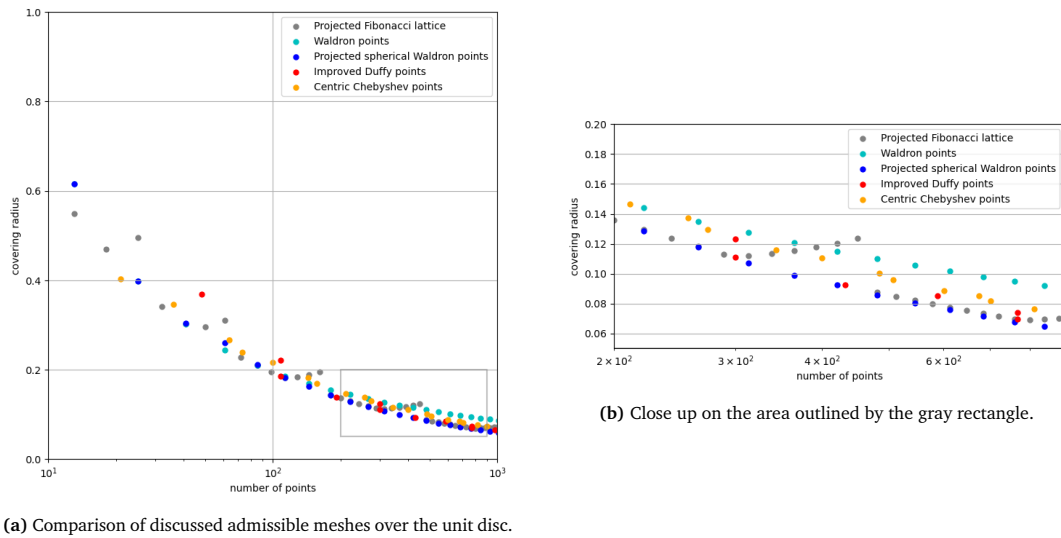 1.0
0.8
0.6
0.4
0.2
0.0
covering radius
10¹
10²
10³
number of points
Projected Fibonacci lattice
Waldron points
Projected spherical Waldron points
Improved Duffy points
Centric Chebyshev points
(a) Comparison of discussed admissible meshes over the unit disc.
0.20
0.18
0.16
0.14
0.12
0.10
0.08
0.06
covering radius
2 × 10²
3 × 10²
4 × 10²
6 × 10²
number of points
Projected Fibonacci lattice
Waldron points
Projected spherical Waldron points
Improved Duffy points
Centric Chebyshev points
(b) Close up on the area outlined by the gray rectangle.